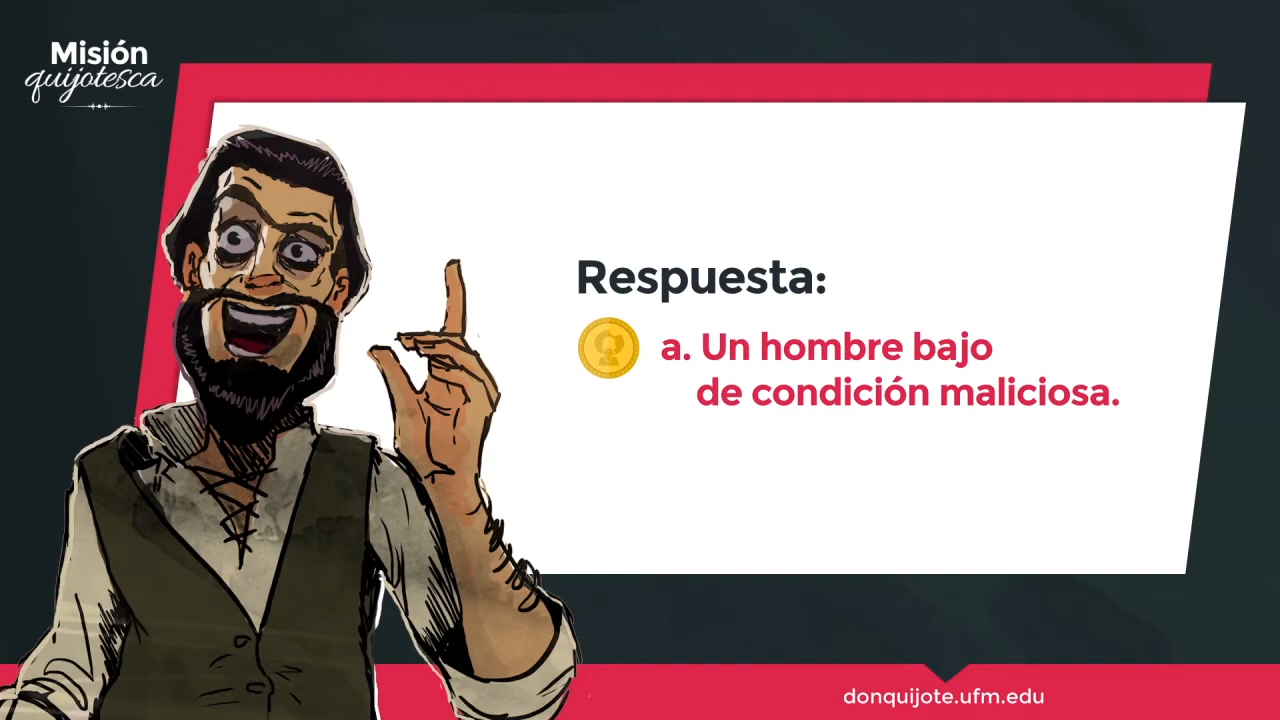 Misión
quijotesca
Respuesta:
a. Un hombre bajo
de condición maliciosa.
donquijote.ufm.edu